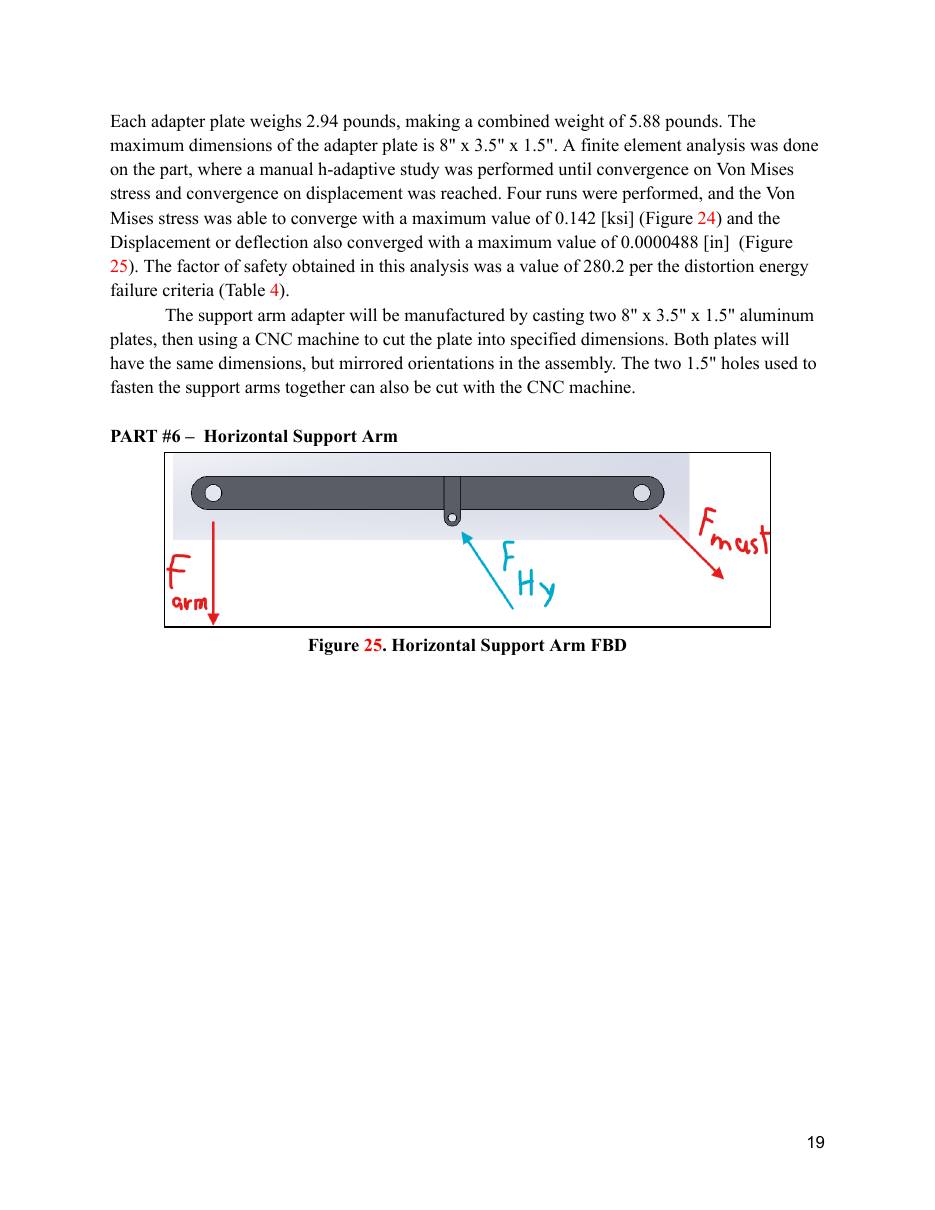 Each adapter plate weighs 2.94 pounds, making a combined weight of 5.88 pounds. The
maximum dimensions of the adapter plate is 8" x 3.5" x 1.5". A finite element analysis was done
on the part, where a manual h-adaptive study was performed until convergence on Von Mises
stress and convergence on displacement was reached. Four runs were performed, and the Von
Mises stress was able to converge with a maximum value of 0.142 [ksi] (Figure 24) and the
Displacement or deflection also converged with a maximum value of 0.0000488 [in]  (Figure
25). The factor of safety obtained in this analysis was a value of 280.2 per the distortion energy
failure criteria (Table 4).
The support arm adapter will be manufactured by casting two 8" x 3.5" x 1.5" aluminum
plates, then using a CNC machine to cut the plate into specified dimensions. Both plates will
have the same dimensions, but mirrored orientations in the assembly. The two 1.5" holes used to
fasten the support arms together can also be cut with the CNC machine.
PART #6 –  Horizontal Support Arm
F mast
F arm
F Hy
Figure 25. Horizontal Support Arm FBD
19